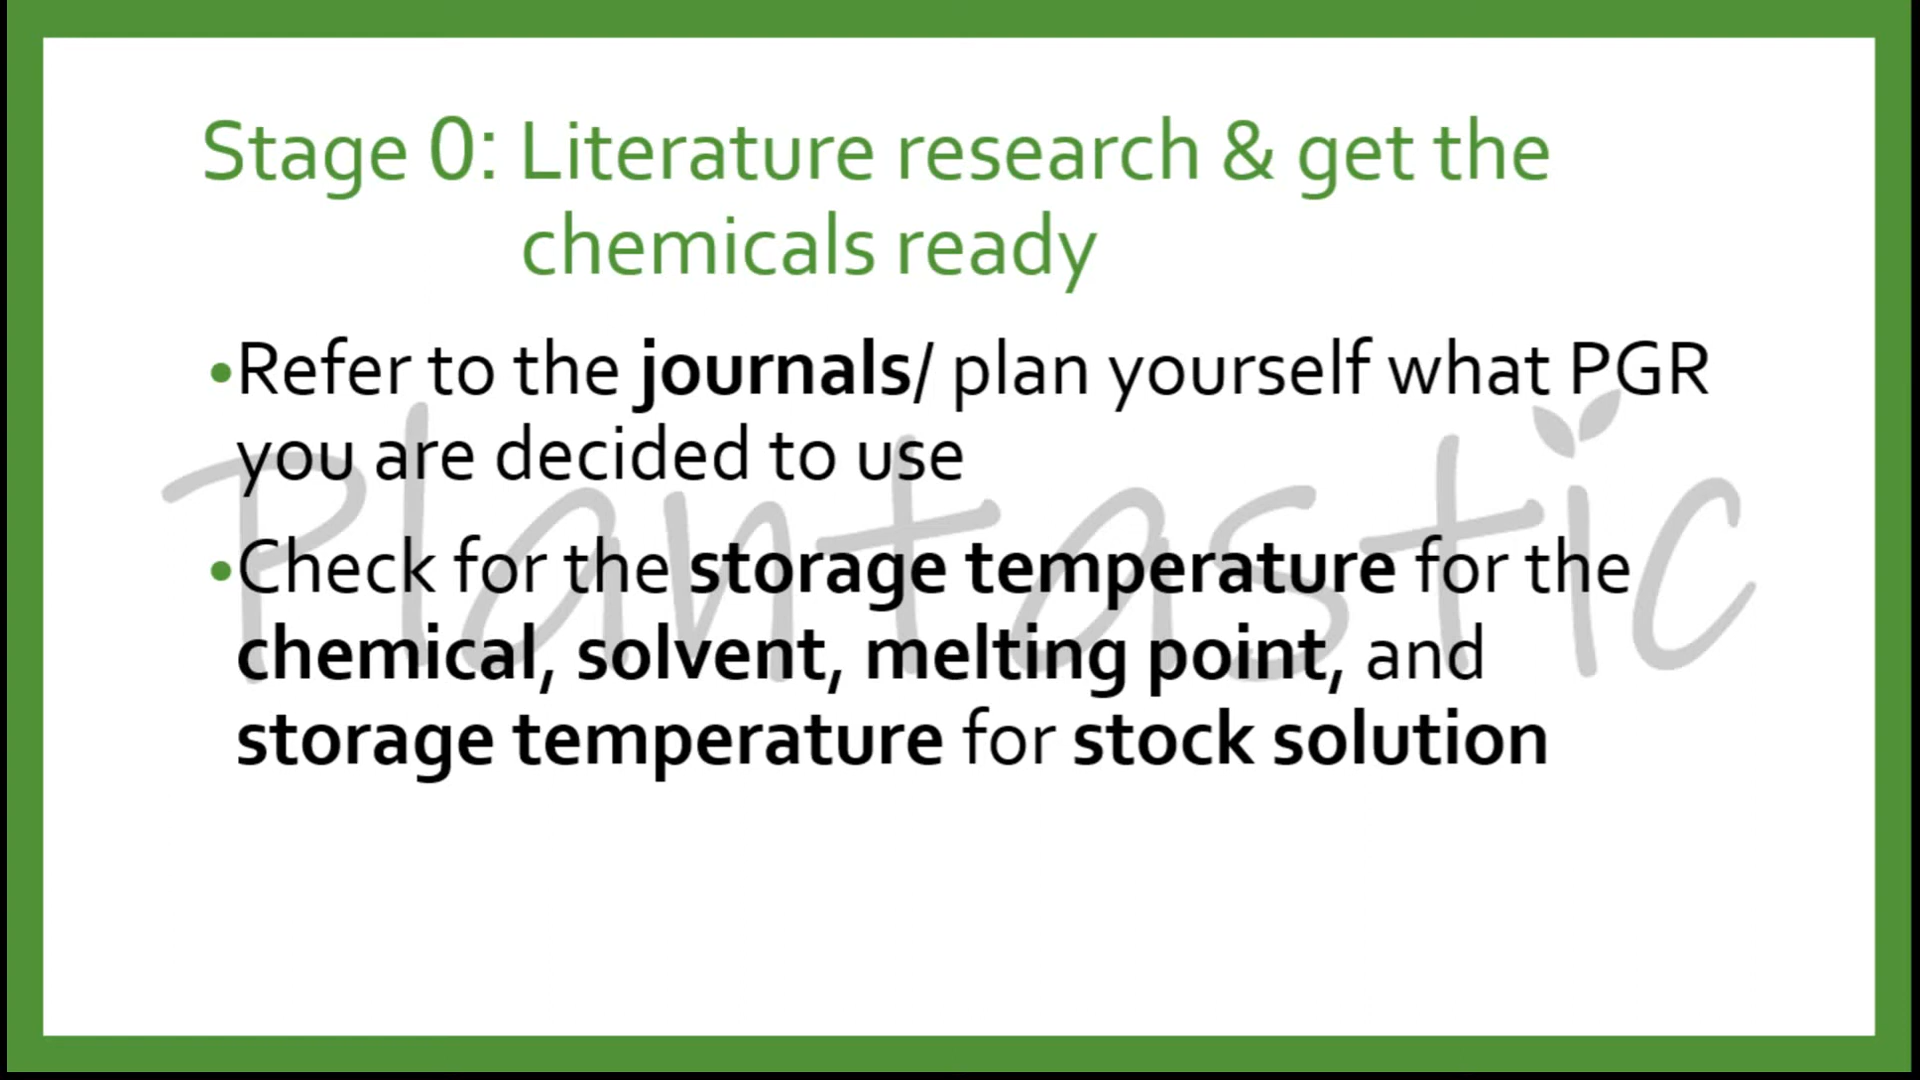 Stage 0: Literature research & get the
chemicals ready
•Refer to the journals/ plan yourself what PGR
you are decided to use
•Check for the storage temperature for the
chemical, solvent, melting point, and
storage temperature for stock solution
Plantastic